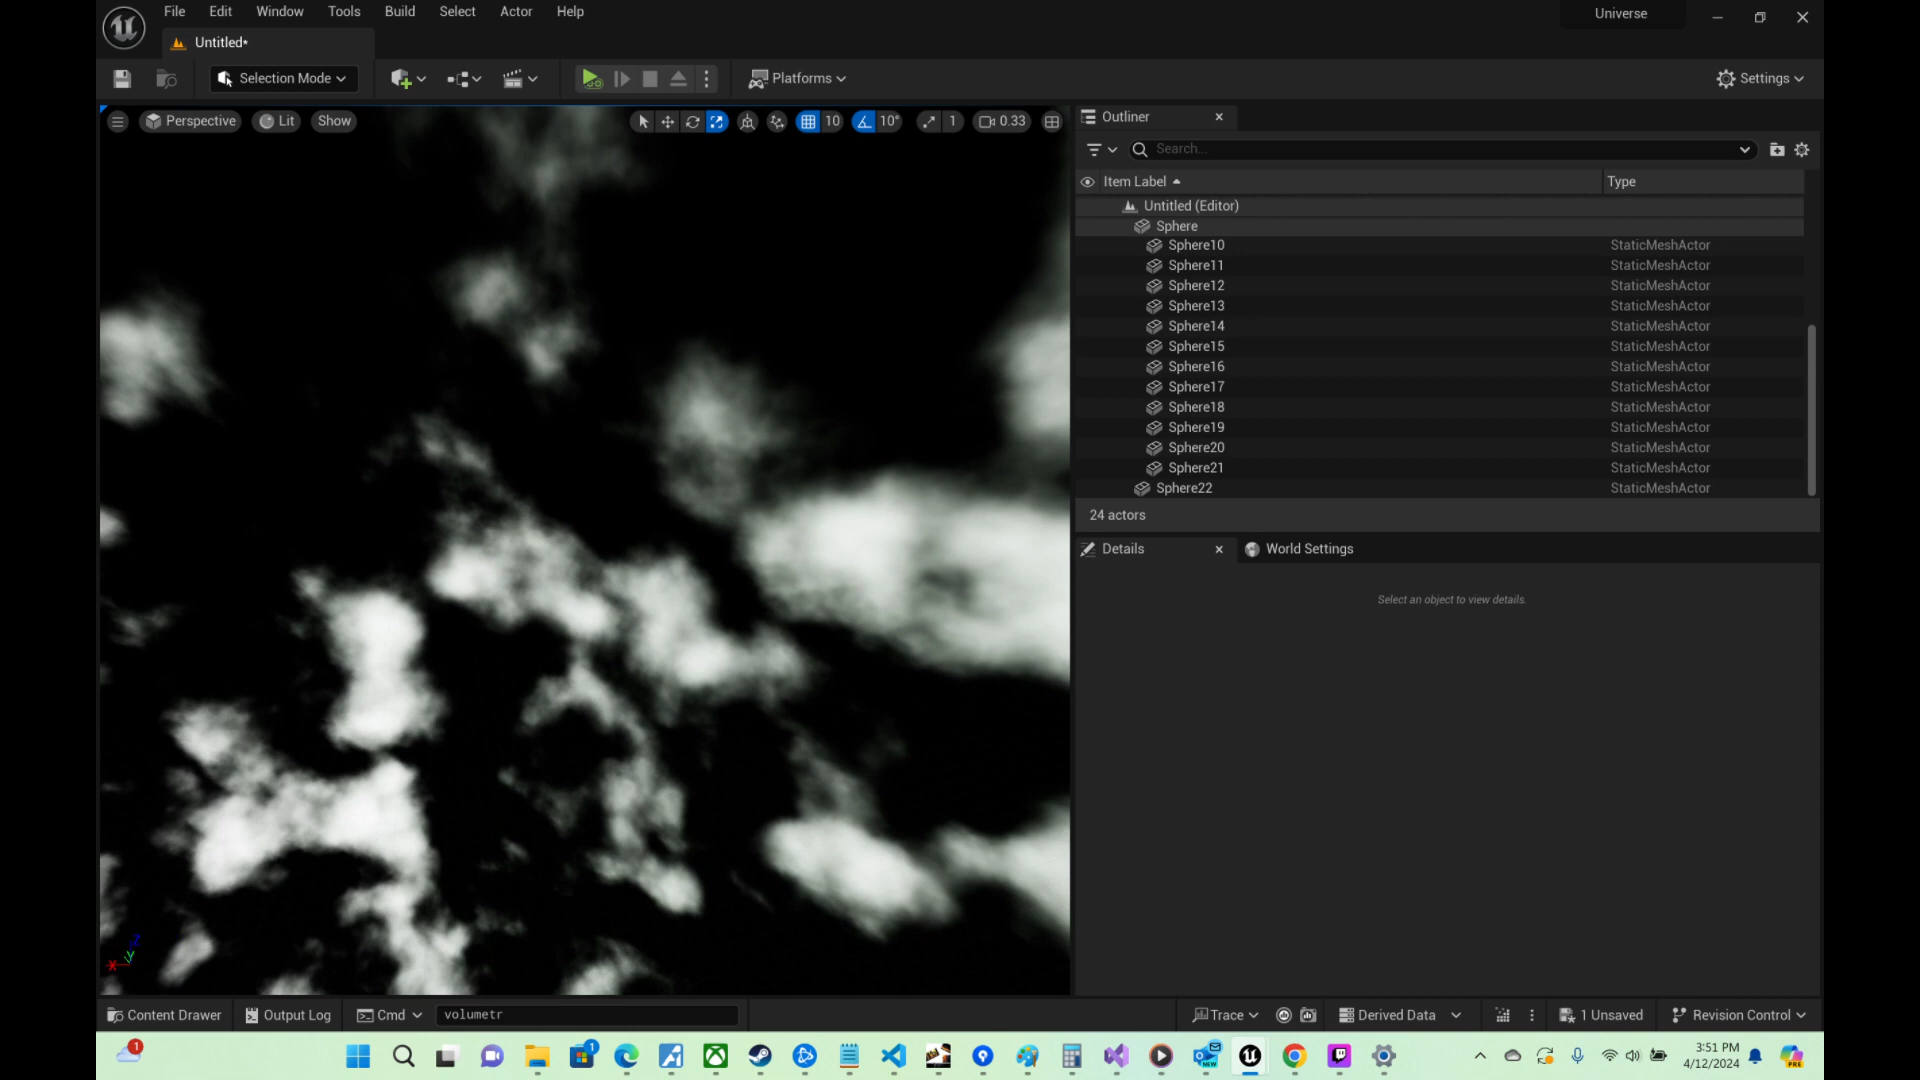 File Edit Window Tools Build Select Actor Help
Universe
Untitled*
Selection Mode
Platforms
Settings
Perspective Lit Show
10 10° 1 0.33
Outliner
Search...
Item Label Type
Untitled (Editor)
Sphere
Sphere10 StaticMeshActor
Sphere11 StaticMeshActor
Sphere12 StaticMeshActor
Sphere13 StaticMeshActor
Sphere14 StaticMeshActor
Sphere15 StaticMeshActor
Sphere16 StaticMeshActor
Sphere17 StaticMeshActor
Sphere18 StaticMeshActor
Sphere19 StaticMeshActor
Sphere20 StaticMeshActor
Sphere21 StaticMeshActor
Sphere22 StaticMeshActor
24 actors
Details World Settings
Select an object to view details.
Z
Y
X
Content Drawer Output Log Cmd volumetr Trace Derived Data 1 Unsaved Revision Control
1 1 NEW 3:51 PM PRE
4/12/2024